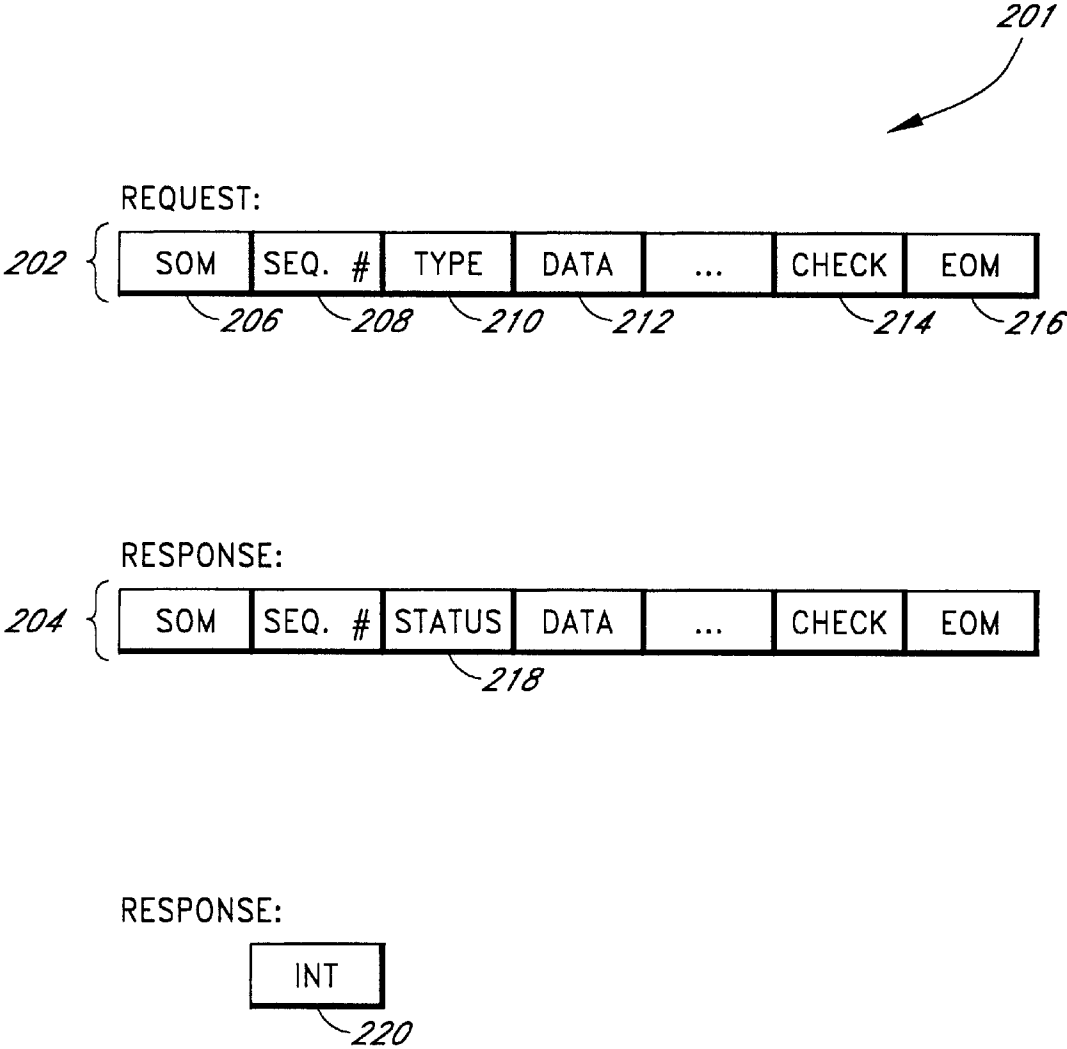 201
REQUEST:
202 SOM SEQ. # TYPE DATA ... CHECK EOM
206 208 210 212 214 216
RESPONSE:
204 SOM SEQ. # STATUS DATA ... CHECK EOM
218
RESPONSE:
INT
220